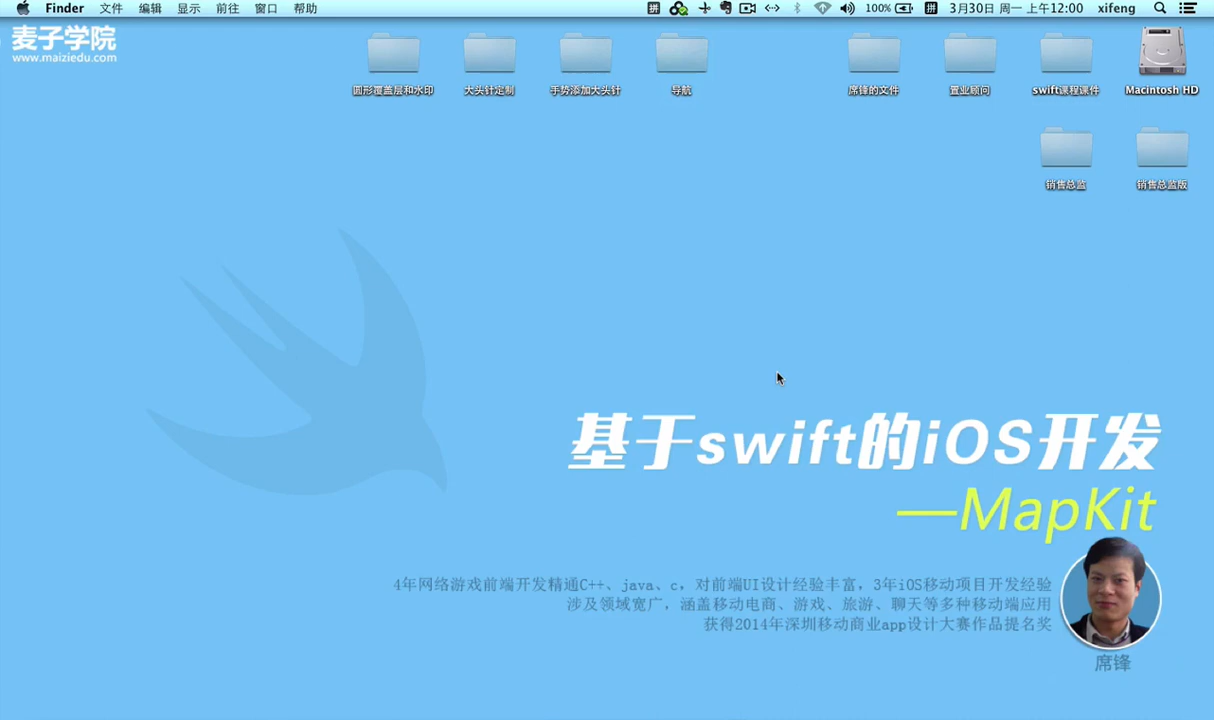 Finder 文件 编辑 显示 前往 窗口 帮助 拼 100% 拼 3月30日 周一 上午12:00 xifeng
麦子学院
www.maiziedu.com
圆形覆盖层和水印 大头针定制 手势添加大头针 导航 席锋的文件 置业顾问 swift课程课件 Macintosh HD
销售总监 销售总监版
基于swift的iOS开发
—MapKit
4年网络游戏前端开发精通C++、java、c，对前端UI设计经验丰富，3年iOS移动项目开发经验
涉及领域宽广，涵盖移动电商、游戏、旅游、聊天等多种移动端应用
获得2014年深圳移动商业app设计大赛作品提名奖
席锋